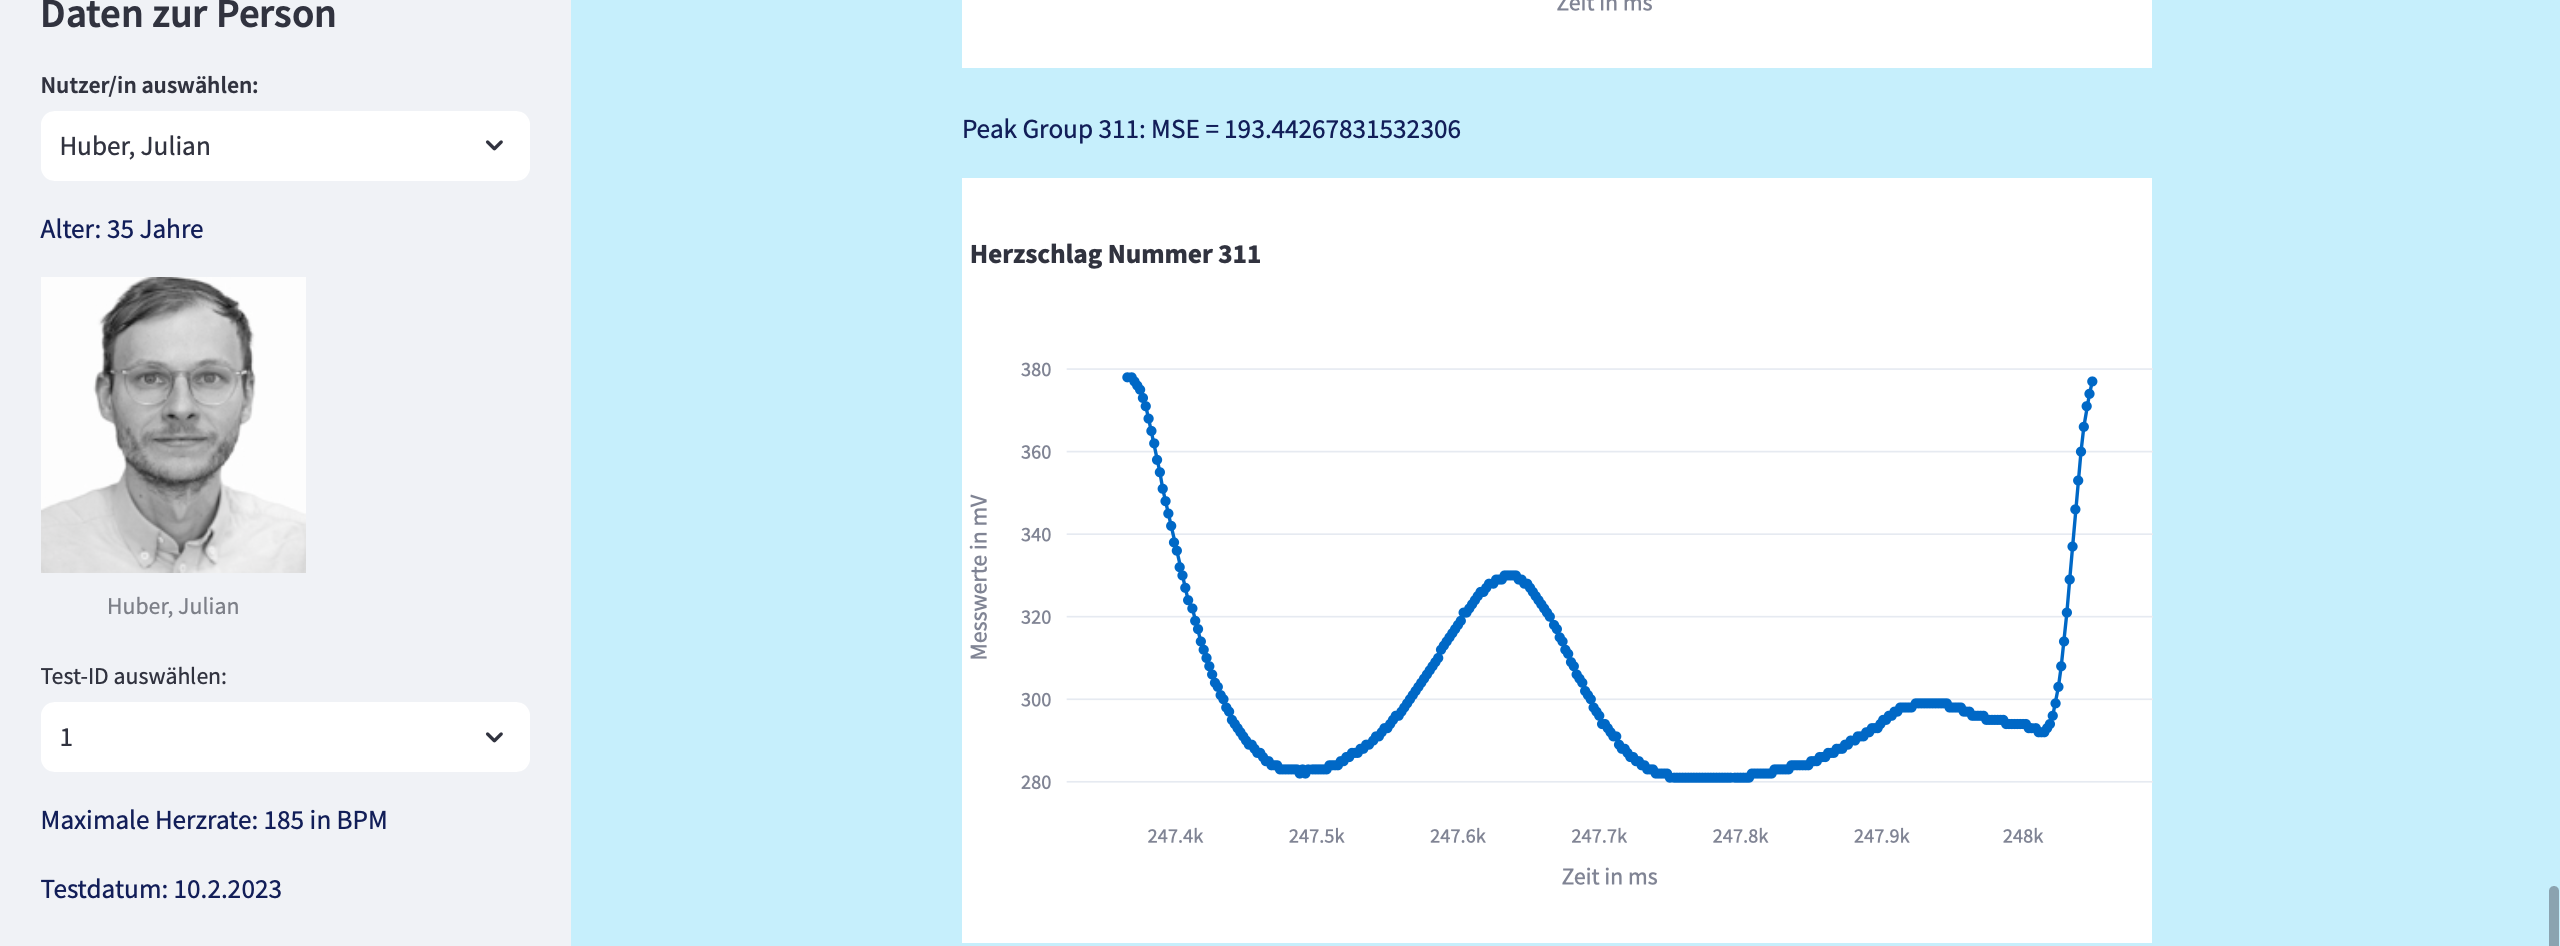 Daten zur Person
Nutzer/in auswählen:
Huber, Julian
Alter: 35 Jahre
Huber, Julian
Test-ID auswählen:
1
Maximale Herzrate: 185 in BPM
Testdatum: 10.2.2023
Zeit in ms
Peak Group 311: MSE = 193.44267831532306
Herzschlag Nummer 311
Messwerte in mV
380
360
340
320
300
280
247.4k 247.5k 247.6k 247.7k 247.8k 247.9k 248k
Zeit in ms